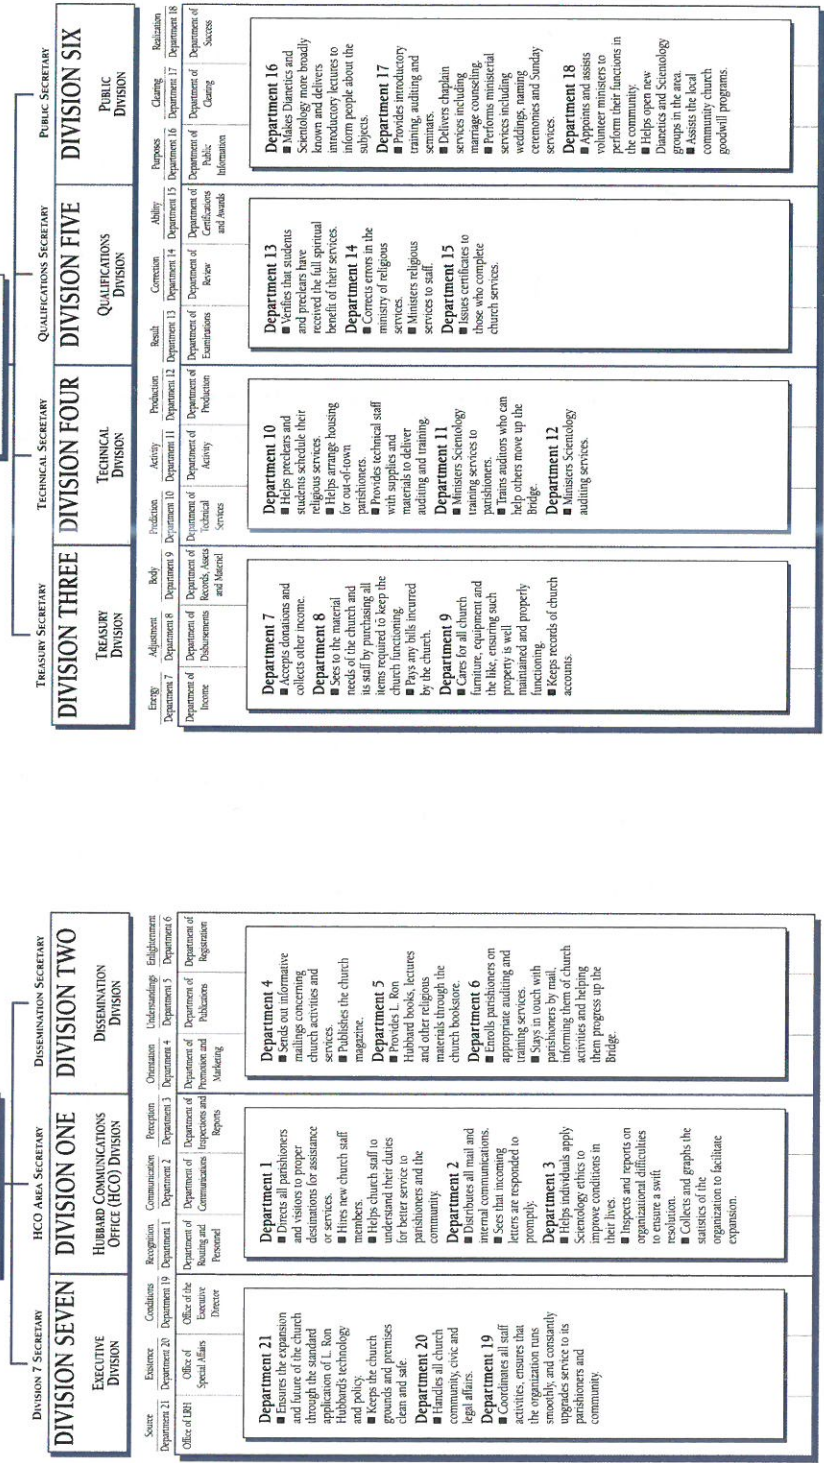 DIVISION 7 SECRETARY
DIVISION SEVEN
EXECUTIVE
DIVISION
Source
Department 21
Office of LRH
Existence
Department 20
Office of
Special Affairs
Conditions
Department 19
Office of the
Executive
Director
Department 21
■ Ensures the expansion
and future of the church
through the standard
application of L. Ron
Hubbard's technology
and policy.
■ Keeps the church
grounds and premises
clean and safe.
Department 20
■ Handles all church
community, civic and
legal affairs.
Department 19
■ Coordinates all staff
activities, ensures that
the organization runs
smoothly, and constantly
upgrades service to its
parishioners and
community.
HCO AREA SECRETARY
DIVISION ONE
HUBBARD COMMUNICATIONS
OFFICE (HCO) DIVISION
Recognition
Department 1
Department of
Routing and
Personnel
Communication
Department 2
Department of
Communications
Perception
Department 3
Department of
Inspections and
Reports
Department 1
■ Directs all parishioners
and visitors to proper
destinations for assistance
or services.
■ Hires new church staff
members.
■ Helps church staff to
understand their duties
for better service to
parishioners and the
community.
Department 2
■ Distributes all mail and
internal communications.
■ Sees that incoming
letters are responded to
promptly.
Department 3
■ Helps individuals apply
Scientology ethics to
improve conditions in
their lives.
■ Inspects and reports on
organizational difficulties
to ensure a swift
resolution.
■ Collects and graphs the
statistics of the
organization to facilitate
expansion.
DISSEMINATION SECRETARY
DIVISION TWO
DISSEMINATION
DIVISION
Orientation
Department 4
Department of
Promotion and
Marketing
Understandings
Department 5
Department of
Publications
Enlightenment
Department 6
Department of
Registration
Department 4
■ Sends out informative
mailings concerning
church activities and
services.
■ Publishes the church
magazine.
Department 5
■ Provides L. Ron
Hubbard books, lectures
and other religious
materials through the
church bookstore.
Department 6
■ Enrolls parishioners on
appropriate auditing and
training services.
■ Stays in touch with
parishioners by mail,
informing them of church
activities and helping
them progress up the
Bridge.
TREASURY SECRETARY
DIVISION THREE
TREASURY
DIVISION
Energy
Department 7
Department of
Income
Adjustment
Department 8
Department of
Disbursements
Body
Department 9
Department of
Records, Assets
and Materiel
Department 7
■ Accepts donations and
collects other income.
Department 8
■ Sees to the material
needs of the church and
its staff by purchasing all
items required to keep the
church functioning.
■ Pays any bills incurred
by the church.
Department 9
■ Cares for all church
furniture, equipment and
the like, ensuring such
property is well
maintained and properly
functioning.
■ Keeps records of church
accounts.
TECHNICAL SECRETARY
DIVISION FOUR
TECHNICAL
DIVISION
Prediction
Department 10
Department of
Technical
Services
Activity
Department 11
Department of
Activity
Production
Department 12
Department of
Production
Department 10
■ Helps preclears and
students schedule their
religious services.
■ Helps arrange housing
for out-of-town
parishioners.
■ Provides technical staff
with supplies and
materials to deliver
auditing and training.
Department 11
■ Ministers Scientology
training services to
parishioners.
■ Trains auditors who can
help others move up the
Bridge.
Department 12
■ Ministers Scientology
auditing services.
QUALIFICATIONS SECRETARY
DIVISION FIVE
QUALIFICATIONS
DIVISION
Result
Department 13
Department of
Examinations
Correction
Department 14
Department of
Review
Ability
Department 15
Department of
Certifications
and Awards
Department 13
■ Verifies that students
and preclears have
received the full spiritual
benefit of their services.
Department 14
■ Corrects errors in the
ministry of religious
services.
■ Ministers religious
services to staff.
Department 15
■ Issues certificates to
those who complete
church services.
PUBLIC SECRETARY
DIVISION SIX
PUBLIC
DIVISION
Purposes
Department 16
Department of
Public
Information
Clearing
Department 17
Department of
Clearing
Realization
Department 18
Department of
Success
Department 16
■ Makes Dianetics and
Scientology more broadly
known and delivers
introductory lectures to
inform people about the
subjects.
Department 17
■ Provides introductory
training, auditing and
seminars.
■ Delivers chaplain
services including
marriage counseling.
■ Performs ministerial
services including
weddings, naming
ceremonies and Sunday
services.
Department 18
■ Appoints and assists
volunteer ministers to
perform their functions in
the community.
■ Helps open new
Dianetics and Scientology
groups in the area.
■ Assists the local
community church
goodwill programs.